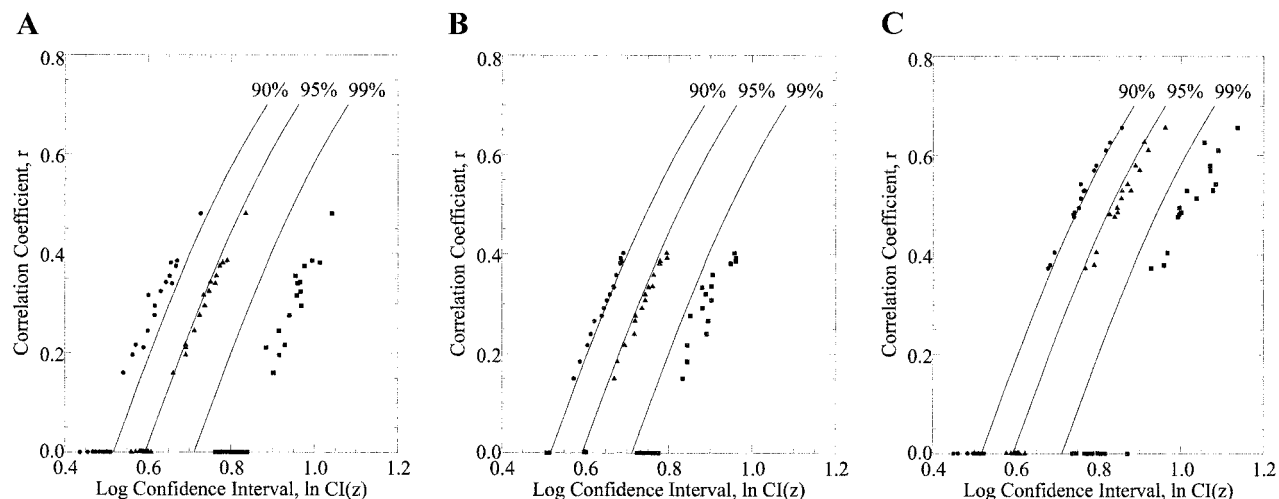 A
B
C
0.8
0.6
0.4
0.2
0.0
Correlation Coefficient, r
90% 95% 99%
0.4 0.6 0.8 1.0 1.2
Log Confidence Interval, ln CI(z)
0.8
0.6
0.4
0.2
0.0
Correlation Coefficient, r
90% 95% 99%
0.4 0.6 0.8 1.0 1.2
Log Confidence Interval, ln CI(z)
0.8
0.6
0.4
0.2
0.0
Correlation Coefficient, r
90% 95% 99%
0.4 0.6 0.8 1.0 1.2
Log Confidence Interval, ln CI(z)